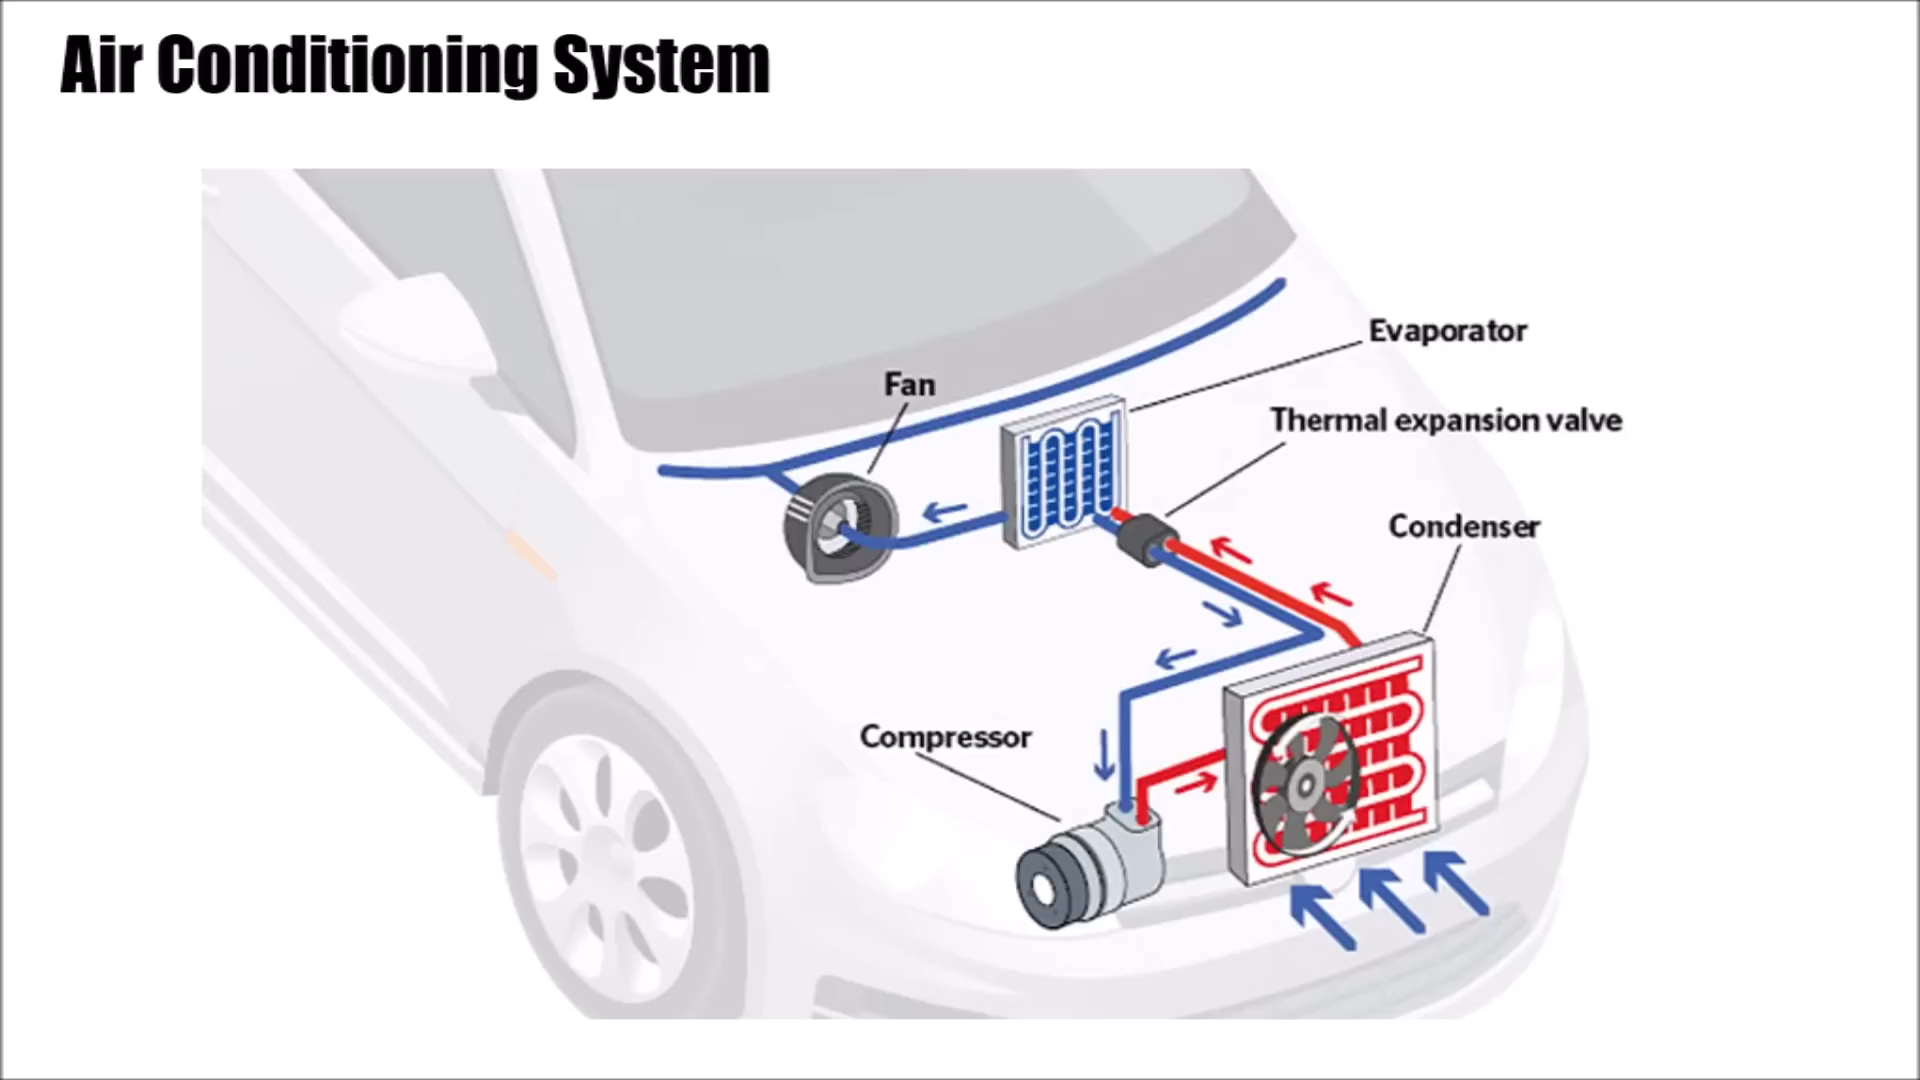 Air Conditioning System
Evaporator
Fan
Thermal expansion valve
Condenser
Compressor